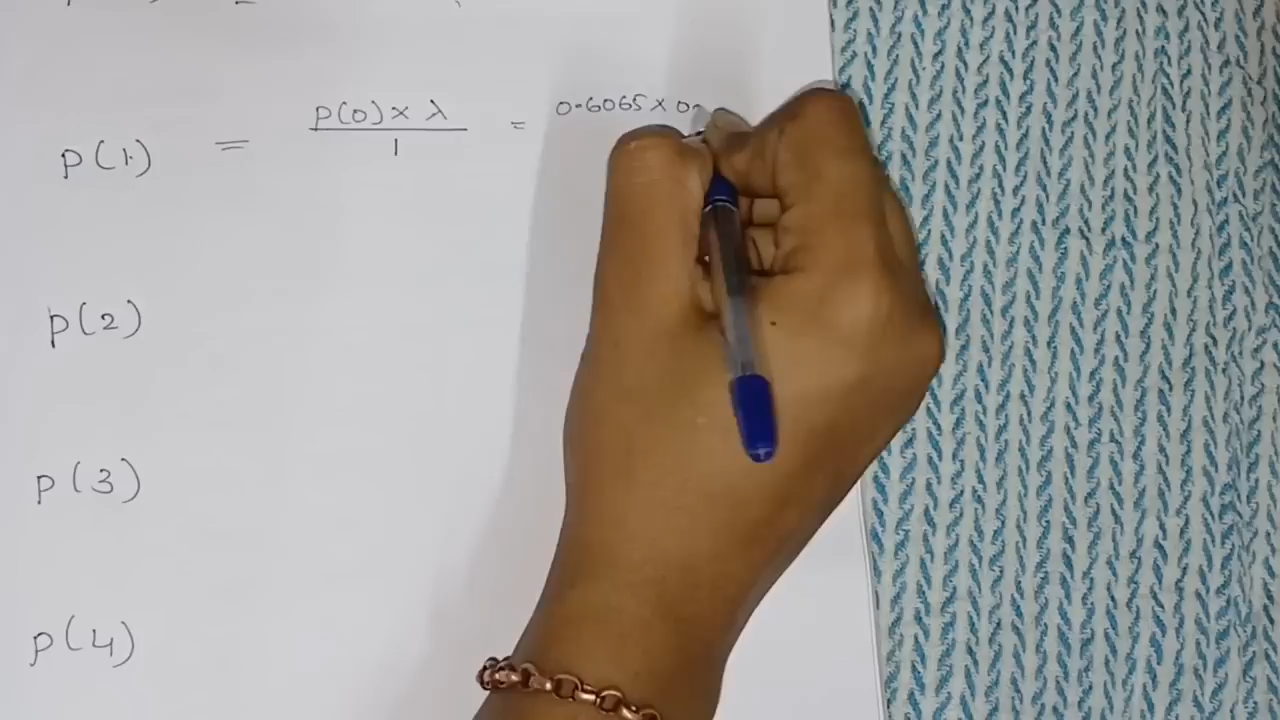 p(1) = p(0) × λ / 1 = 0.6065 × 0.
p(2)
p(3)
p(4)